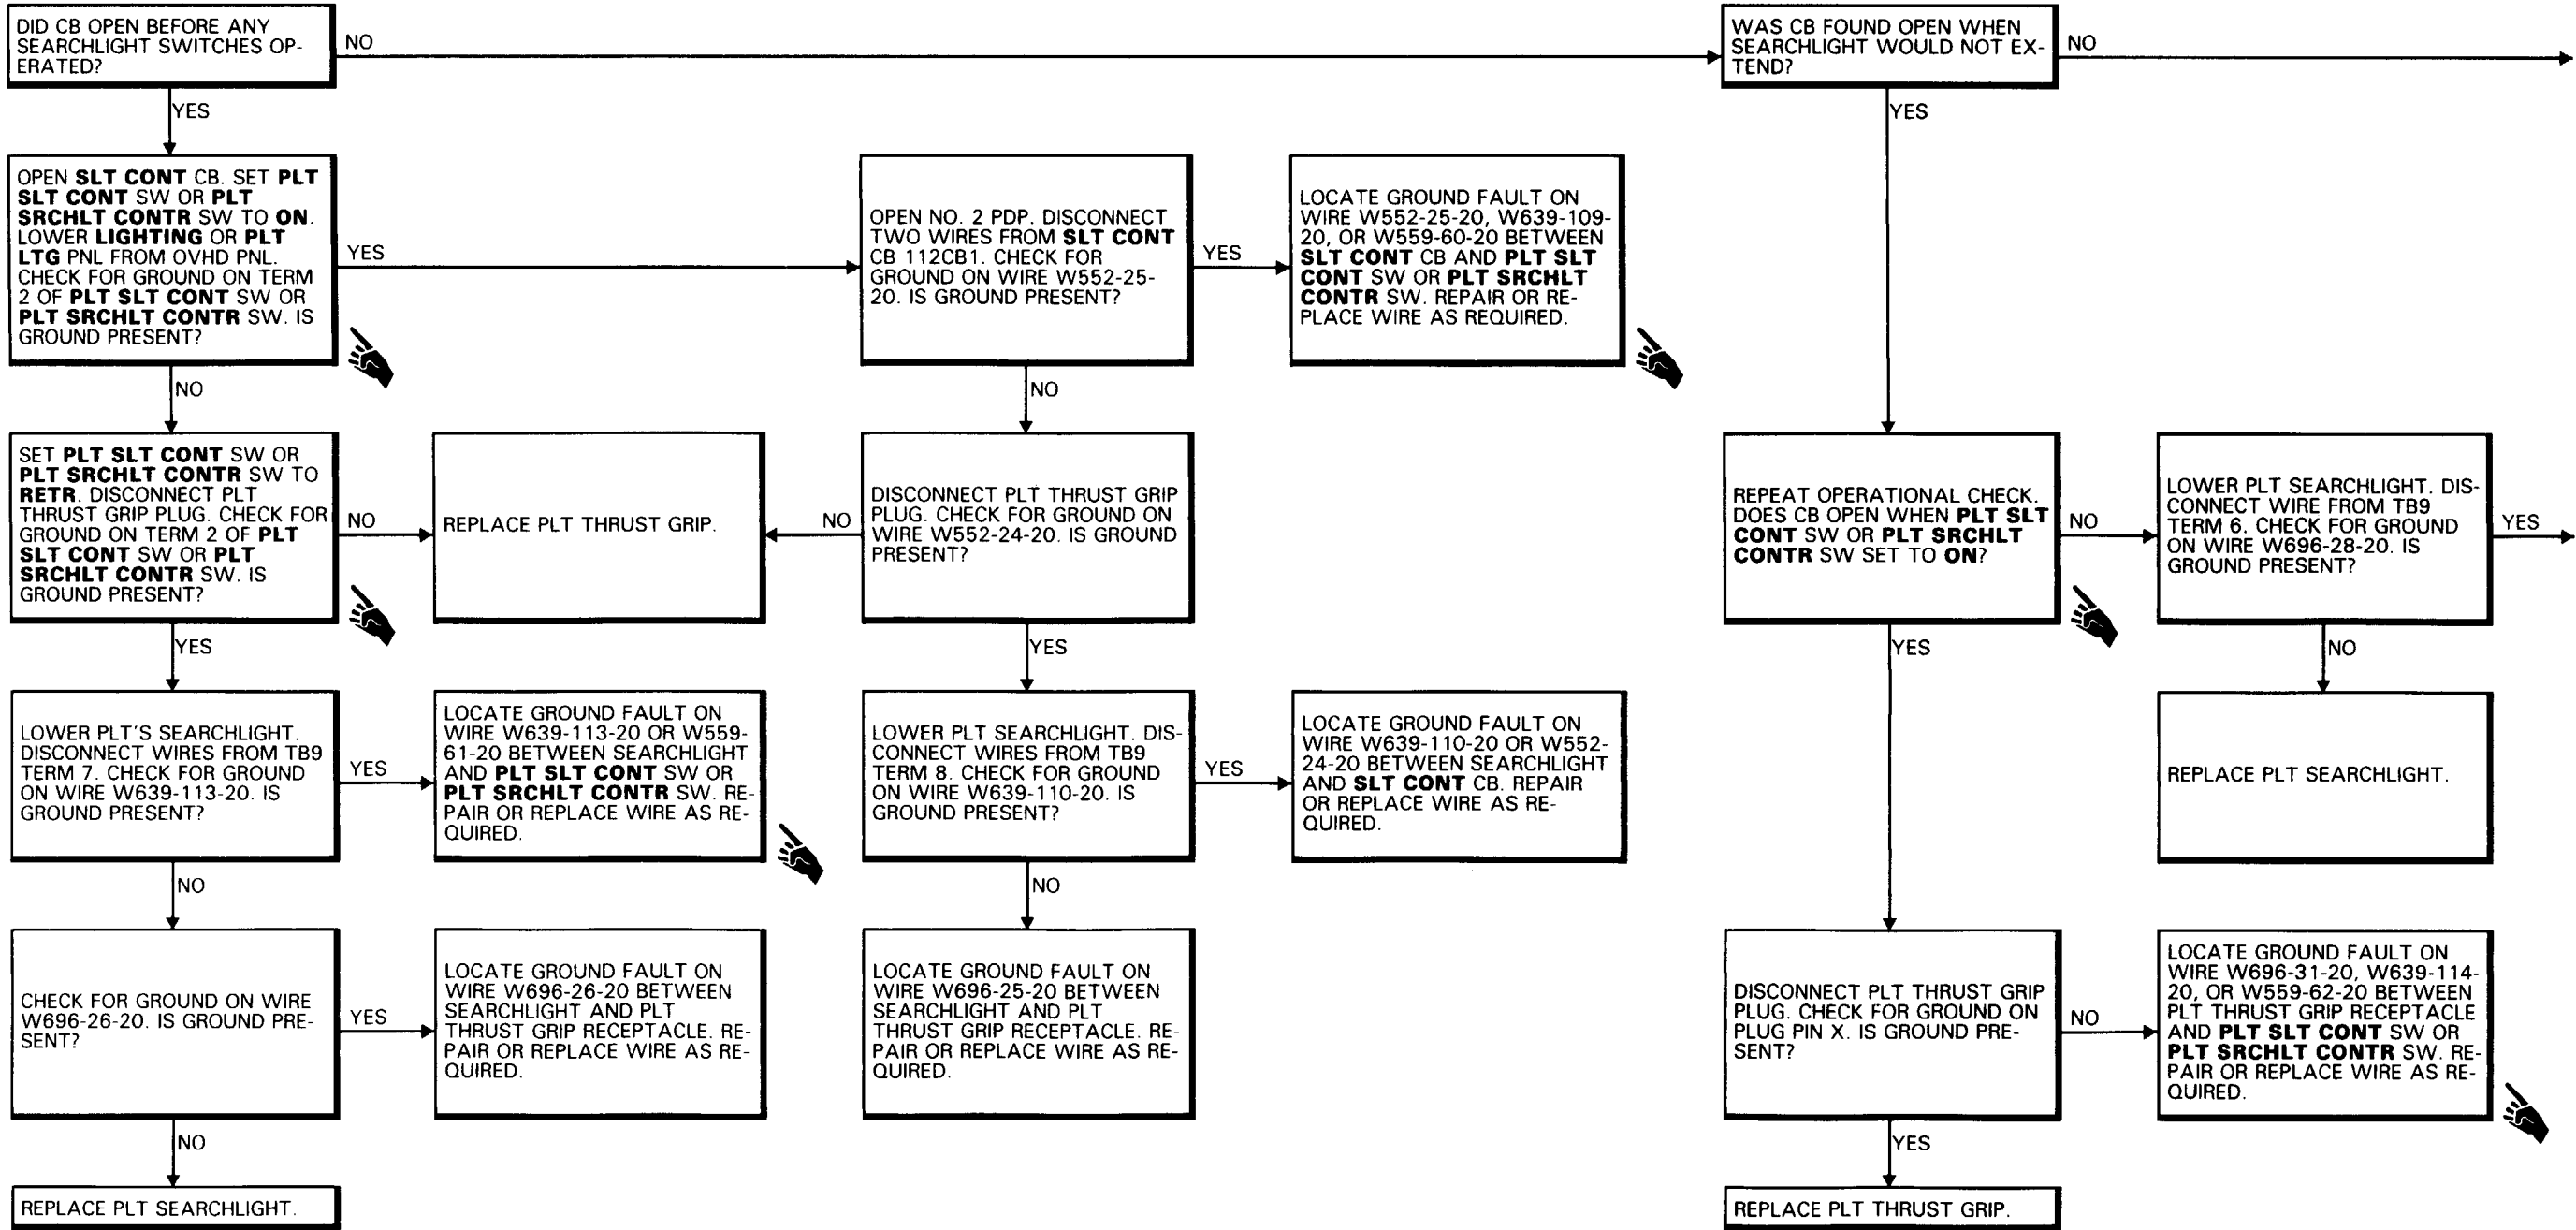 DID CB OPEN BEFORE ANY
SEARCHLIGHT SWITCHES OP-
ERATED?
NO
YES
WAS CB FOUND OPEN WHEN
SEARCHLIGHT WOULD NOT EX-
TEND?
NO
YES
OPEN SLT CONT CB. SET PLT
SLT CONT SW OR PLT
SRCHLT CONTR SW TO ON.
LOWER LIGHTING OR PLT
LTG PNL FROM OVHD PNL.
CHECK FOR GROUND ON TERM
2 OF PLT SLT CONT SW OR
PLT SRCHLT CONTR SW. IS
GROUND PRESENT?
YES
NO
OPEN NO. 2 PDP. DISCONNECT
TWO WIRES FROM SLT CONT
CB 112CB1. CHECK FOR
GROUND ON WIRE W552-25-
20. IS GROUND PRESENT?
YES
NO
LOCATE GROUND FAULT ON
WIRE W552-25-20, W639-109-
20, OR W559-60-20 BETWEEN
SLT CONT CB AND PLT SLT
CONT SW OR PLT SRCHLT
CONTR SW. REPAIR OR RE-
PLACE WIRE AS REQUIRED.
SET PLT SLT CONT SW OR
PLT SRCHLT CONTR SW TO
RETR. DISCONNECT PLT
THRUST GRIP PLUG. CHECK FOR
GROUND ON TERM 2 OF PLT
SLT CONT SW OR PLT
SRCHLT CONTR SW. IS
GROUND PRESENT?
NO
YES
REPLACE PLT THRUST GRIP.
NO
DISCONNECT PLT THRUST GRIP
PLUG. CHECK FOR GROUND ON
WIRE W552-24-20. IS GROUND
PRESENT?
YES
REPEAT OPERATIONAL CHECK.
DOES CB OPEN WHEN PLT SLT
CONT SW OR PLT SRCHLT
CONTR SW SET TO ON?
NO
YES
LOWER PLT SEARCHLIGHT. DIS-
CONNECT WIRE FROM TB9
TERM 6. CHECK FOR GROUND
ON WIRE W696-28-20. IS
GROUND PRESENT?
YES
NO
LOWER PLT'S SEARCHLIGHT.
DISCONNECT WIRES FROM TB9
TERM 7. CHECK FOR GROUND
ON WIRE W639-113-20. IS
GROUND PRESENT?
YES
NO
LOCATE GROUND FAULT ON
WIRE W639-113-20 OR W559-
61-20 BETWEEN SEARCHLIGHT
AND PLT SLT CONT SW OR
PLT SRCHLT CONTR SW. RE-
PAIR OR REPLACE WIRE AS RE-
QUIRED.
LOWER PLT SEARCHLIGHT. DIS-
CONNECT WIRES FROM TB9
TERM 8. CHECK FOR GROUND
ON WIRE W639-110-20. IS
GROUND PRESENT?
YES
NO
LOCATE GROUND FAULT ON
WIRE W639-110-20 OR W552-
24-20 BETWEEN SEARCHLIGHT
AND SLT CONT CB. REPAIR
OR REPLACE WIRE AS RE-
QUIRED.
REPLACE PLT SEARCHLIGHT.
CHECK FOR GROUND ON WIRE
W696-26-20. IS GROUND PRE-
SENT?
YES
NO
LOCATE GROUND FAULT ON
WIRE W696-26-20 BETWEEN
SEARCHLIGHT AND PLT
THRUST GRIP RECEPTACLE. RE-
PAIR OR REPLACE WIRE AS RE-
QUIRED.
LOCATE GROUND FAULT ON
WIRE W696-25-20 BETWEEN
SEARCHLIGHT AND PLT
THRUST GRIP RECEPTACLE. RE-
PAIR OR REPLACE WIRE AS RE-
QUIRED.
DISCONNECT PLT THRUST GRIP
PLUG. CHECK FOR GROUND ON
PLUG PIN X. IS GROUND PRE-
SENT?
NO
YES
LOCATE GROUND FAULT ON
WIRE W696-31-20, W639-114-
20, OR W559-62-20 BETWEEN
PLT THRUST GRIP RECEPTACLE
AND PLT SLT CONT SW OR
PLT SRCHLT CONTR SW. RE-
PAIR OR REPLACE WIRE AS RE-
QUIRED.
REPLACE PLT SEARCHLIGHT.
REPLACE PLT THRUST GRIP.